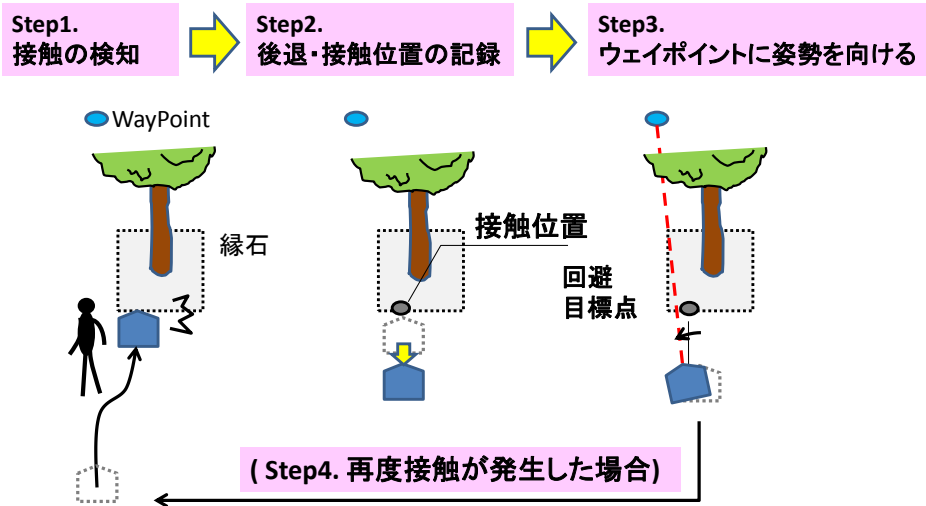 Step1.
接触の検知
Step2.
後退・接触位置の記録
Step3.
ウェイポイントに姿勢を向ける
WayPoint
縁石
接触位置
回避
目標点
( Step4. 再度接触が発生した場合)